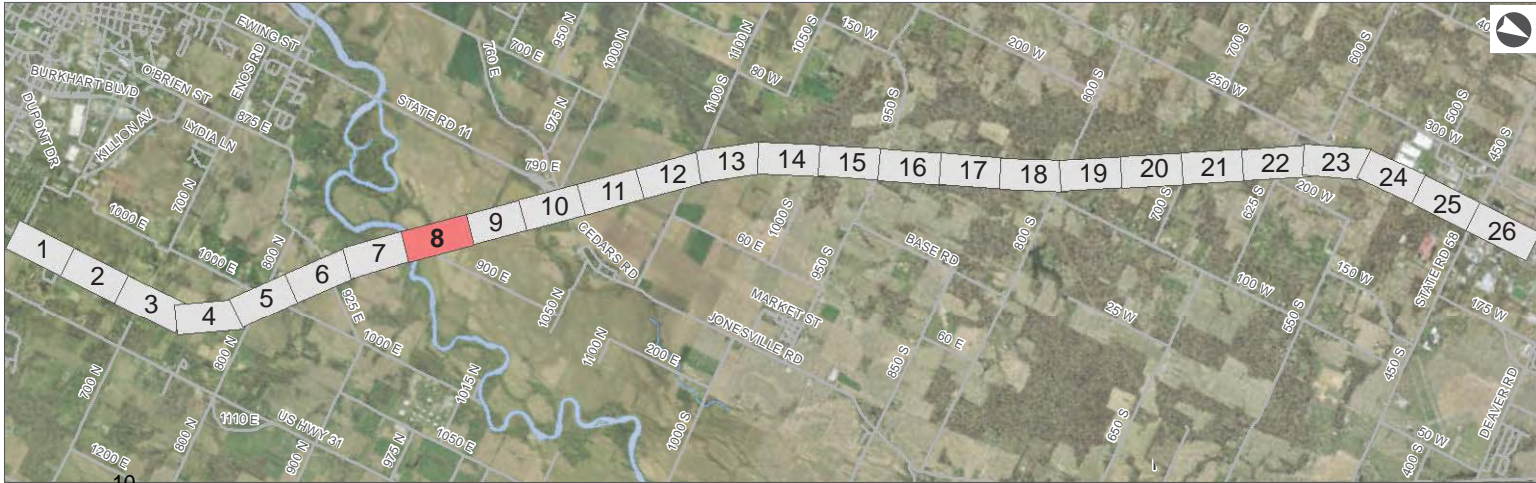 EWING ST
ENOS RD
O'BRIEN ST
BURKHART BLVD
DUPONT DR
KILLION AV
LYDIA LN
875 E
700 N
1000 E
1000 E
800 N
STATE RD 11
760 E
700 E
950 N
1000 N
975 N
790 E
1100 N
1050 S
80 W
1100 S
150 W
950 S
200 W
800 S
700 S
250 W
600 S
40
500 S
300 W
450 S
1
2
3
4
5
6
7
8
9
10
11
12
13
14
15
16
17
18
19
20
21
22
23
24
25
26
925 E
1000 E
900 E
1050 N
CEDARS RD
60 E
1000 S
950 S
BASE RD
800 S
700 S
625 S
200 W
150 W
100 W
STATE RD 58
175 W
MARKET ST
JONESVILLE RD
60 E
25 W
550 S
450 S
850 S
1100 N
200 E
1000 S
650 S
50 W
400 S
DEAVER RD
700 N
800 N
800 N
1110 E
US HWY 31
900 N
975 N
1015 N
1050 E
1200 E
10